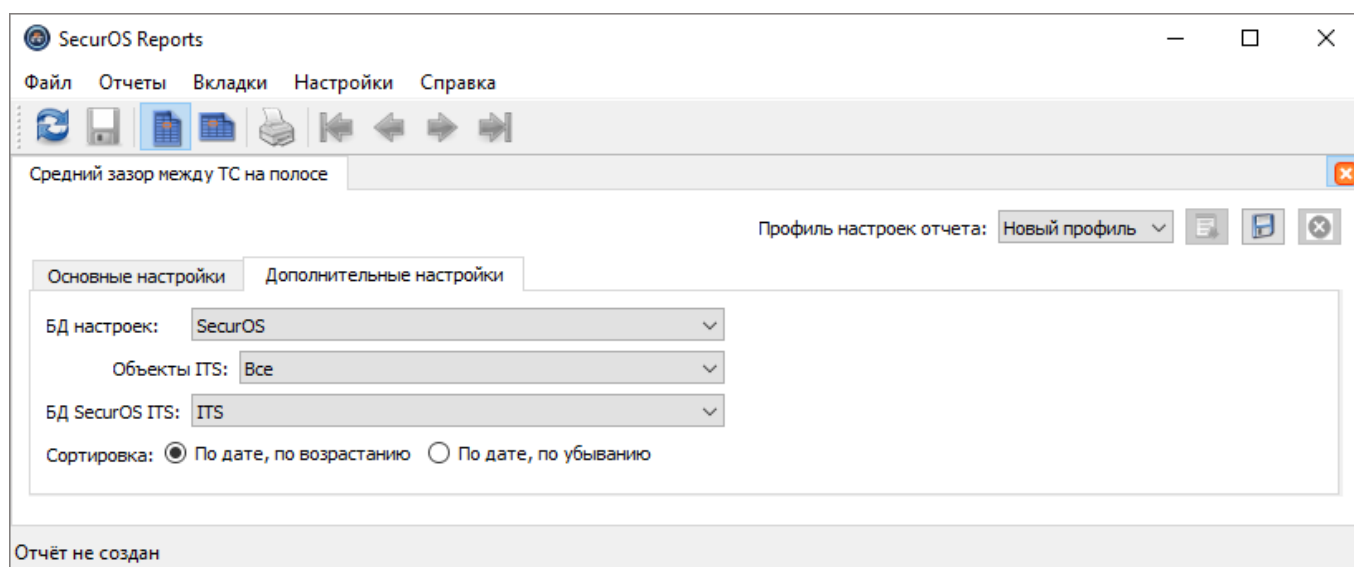 SecurOS Reports
Файл Отчеты Вкладки Настройки Справка
Средний зазор между ТС на полосе
Профиль настроек отчета: Новый профиль
Основные настройки Дополнительные настройки
БД настроек: SecurOS
Объекты ITS: Все
БД SecurOS ITS: ITS
Сортировка: По дате, по возрастанию По дате, по убыванию
Отчёт не создан